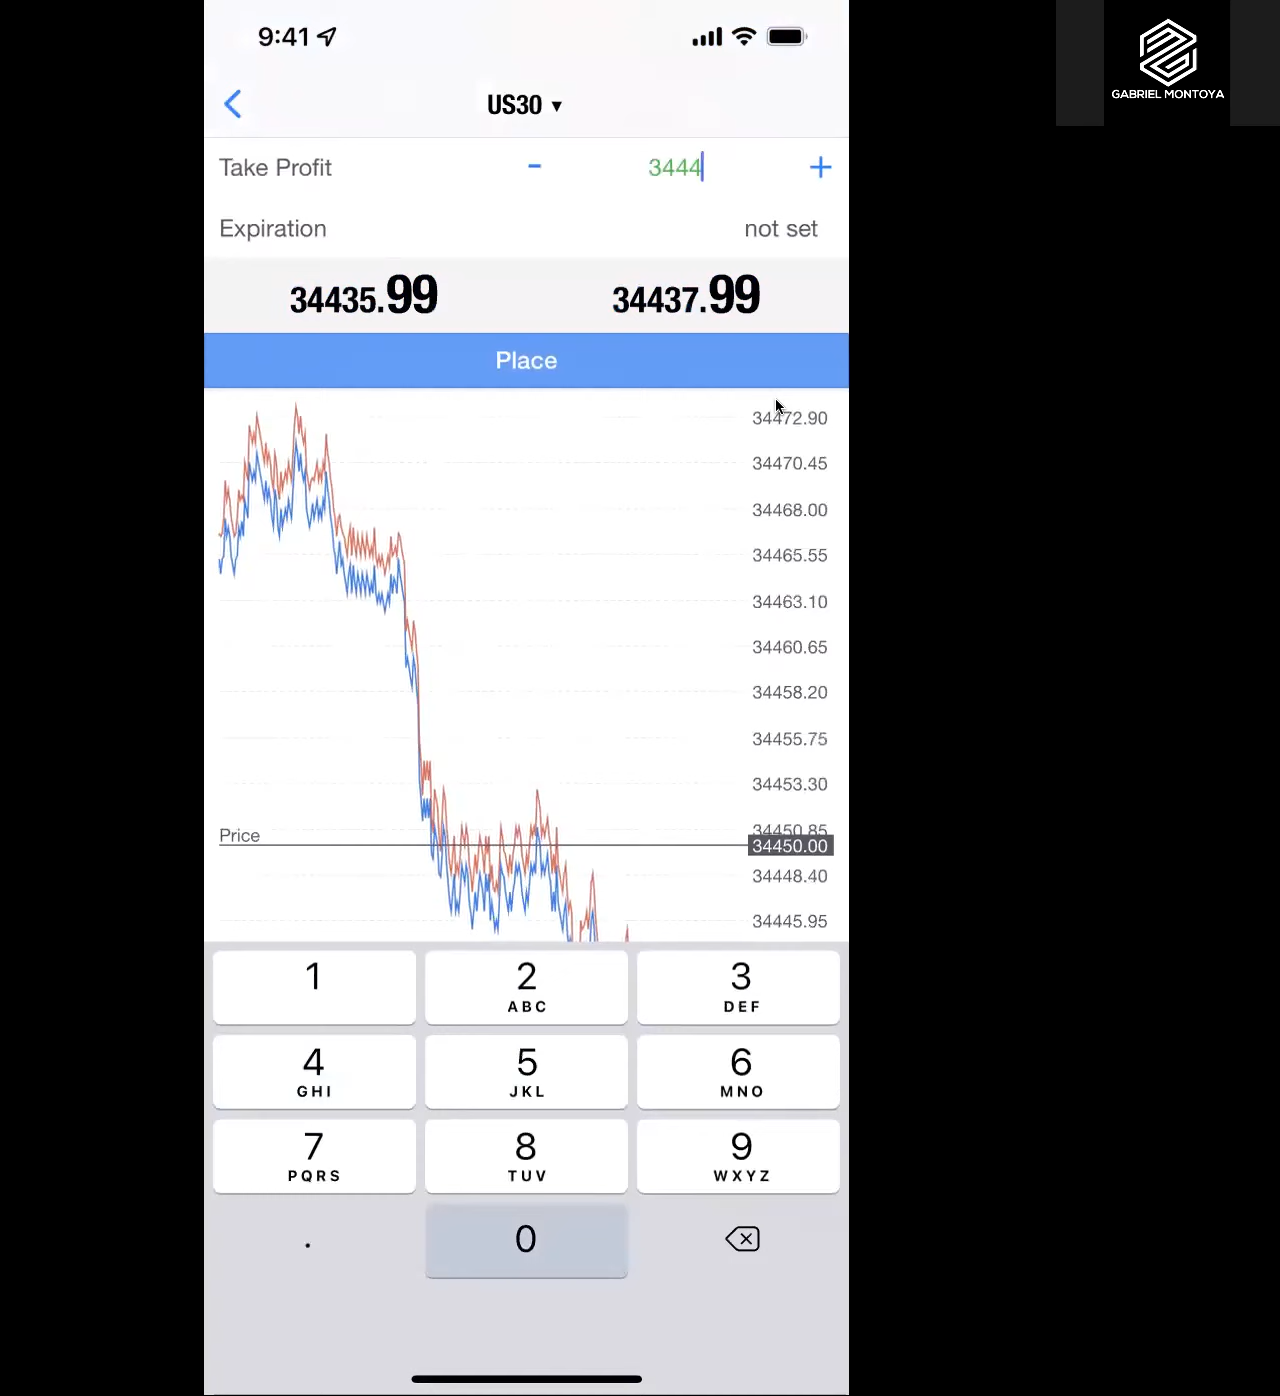 9:41
GABRIEL MONTOYA
US30 ▼
Take Profit - 3444 +
Expiration not set
34435.99 34437.99
Place
34472.90
34470.45
34468.00
34465.55
34463.10
34460.65
34458.20
34455.75
34453.30
34450.85
Price 34450.00
34448.40
34445.95
1 2 3
ABC DEF
4 5 6
GHI JKL MNO
7 8 9
PQRS TUV WXYZ
. 0